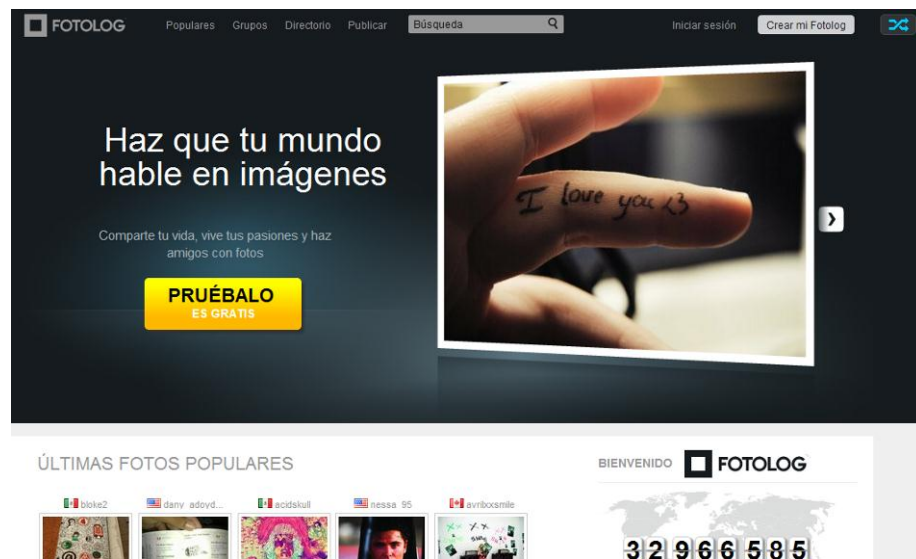 FOTOLOG
Populares Grupos Directorio Publicar Búsqueda Iniciar sesión Crear mi Fotolog
Haz que tu mundo
hable en imágenes
I love you <3
Comparte tu vida, vive tus pasiones y haz
amigos con fotos
PRUÉBALO
ES GRATIS
ÚLTIMAS FOTOS POPULARES
BIENVENIDO FOTOLOG
bloke2 dany_adoyd... acidskull nessa_95 avrilxxsmile
32966585